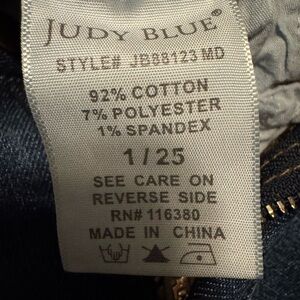 JUDY BLUE®
STYLE# JB88123 MD
92% COTTON
7% POLYESTER
1% SPANDEX
1 / 25
SEE CARE ON
REVERSE SIDE
RN# 116380
MADE IN CHINA